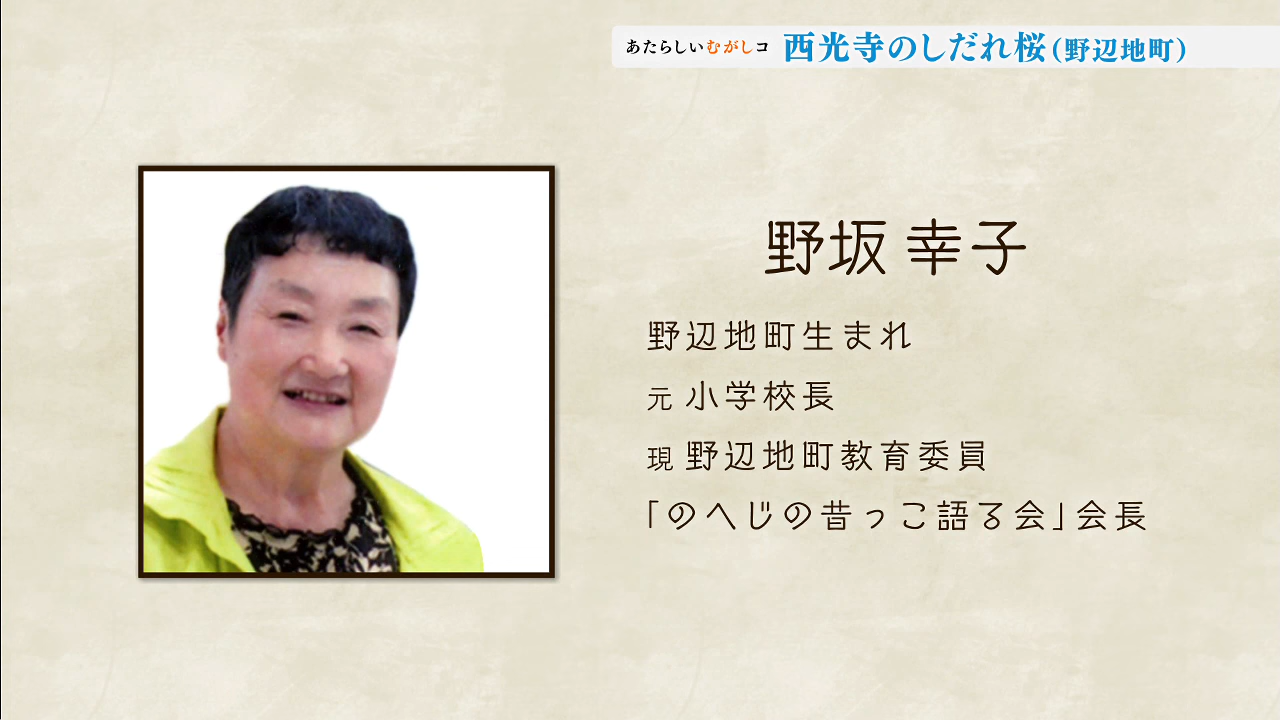 あたらしいむがしコ 西光寺のしだれ桜(野辺地町)
野坂 幸子
野辺地町生まれ
元 小学校長
現 野辺地町教育委員
「のへじの昔っこ語る会」会長